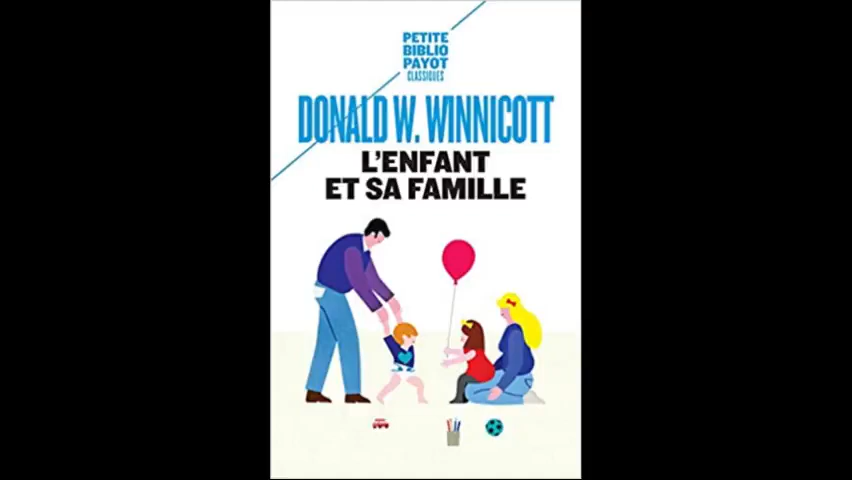 PETITE
BIBLIO
PAYOT
CLASSIQUES
DONALD W. WINNICOTT
L'ENFANT
ET SA FAMILLE